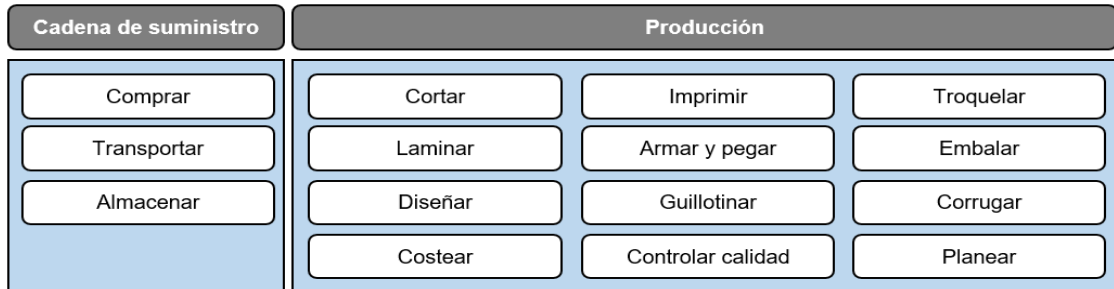 Cadena de suministro
Producción
Comprar
Transportar
Almacenar
Cortar
Imprimir
Troquelar
Laminar
Armar y pegar
Embalar
Diseñar
Guillotinar
Corrugar
Costear
Controlar calidad
Planear